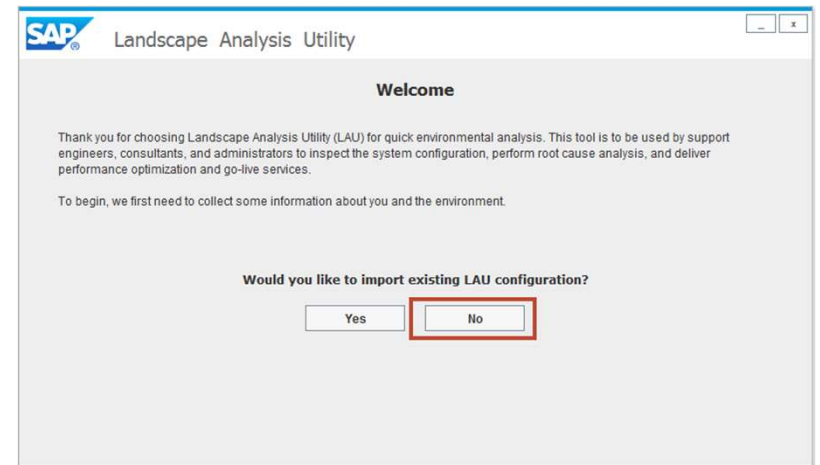 SAP® Landscape Analysis Utility _ x
Welcome
Thank you for choosing Landscape Analysis Utility (LAU) for quick environmental analysis. This tool is to be used by support
engineers, consultants, and administrators to inspect the system configuration, perform root cause analysis, and deliver
performance optimization and go-live services.
To begin, we first need to collect some information about you and the environment.
Would you like to import existing LAU configuration?
Yes No